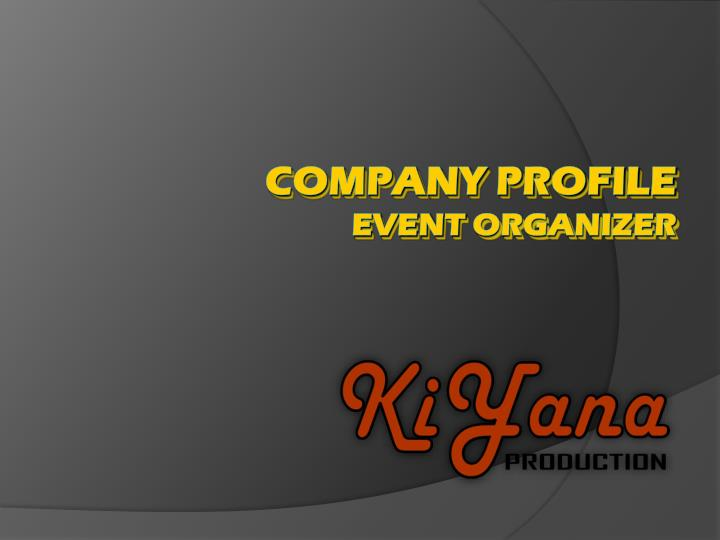 COMPANY PROFILE
EVENT ORGANIZER
KiYana
PRODUCTION